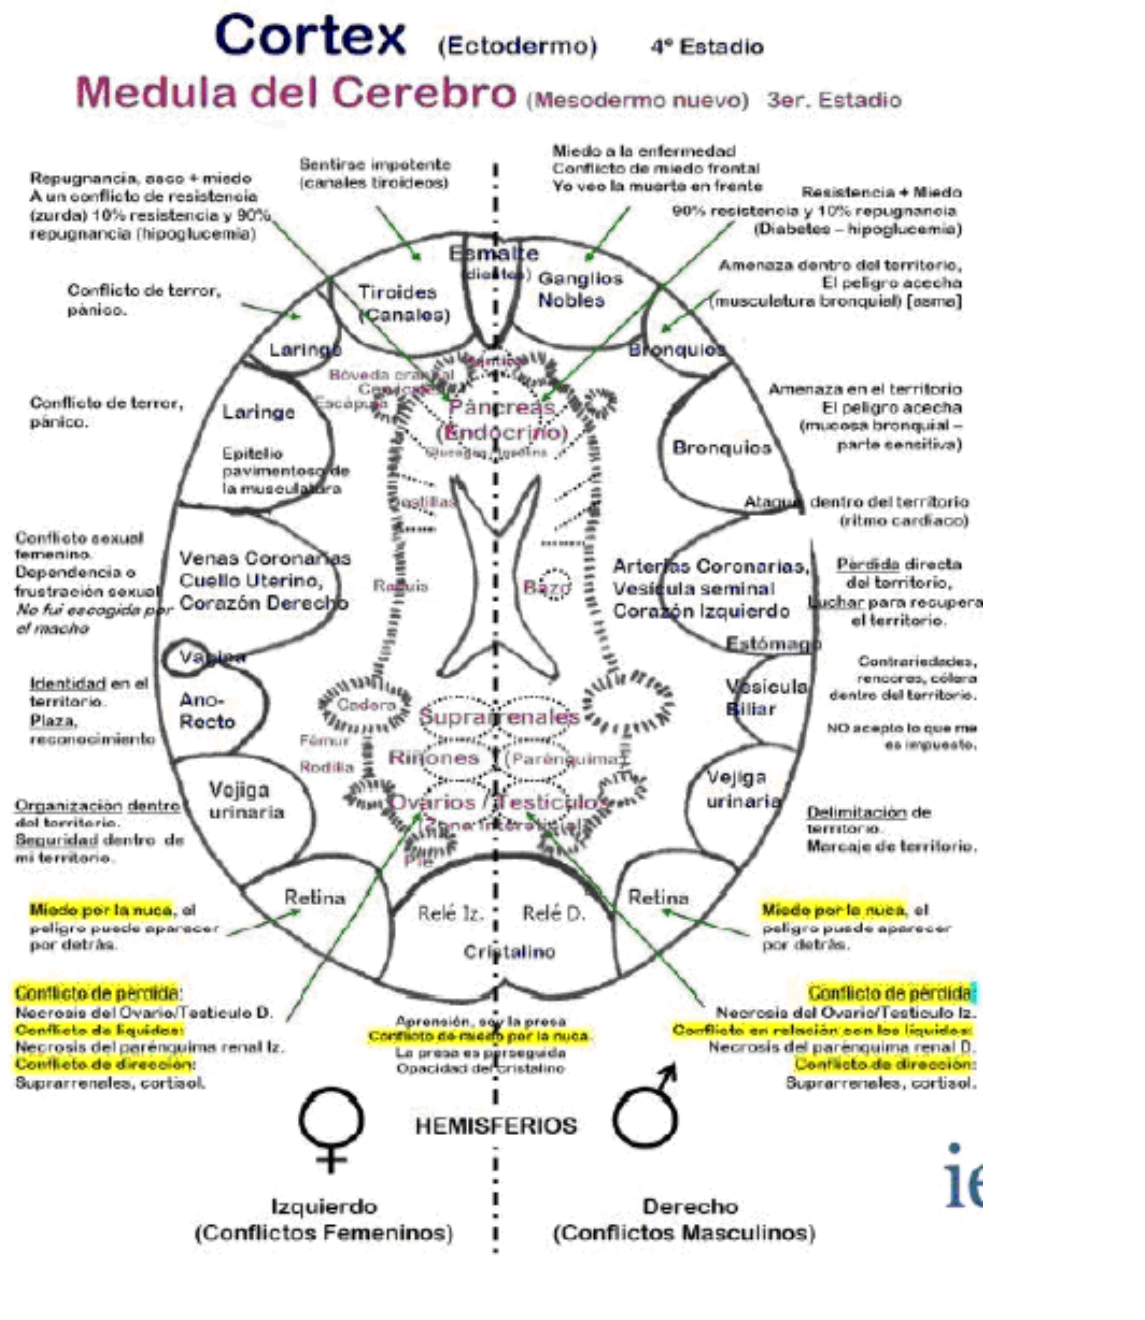 Cortex (Ectodermo) 4º Estadio
Medula del Cerebro (Mesodermo nuevo) 3er. Estadio
Repugnancia, asco + miedo
A un conflicto de resistencia
(zurda) 10% resistencia y 90%
repugnancia (hipoglucemia)
Sentirse impotente
(canales tiroideos)
Miedo a la enfermedad
Conflicto de miedo frontal
Yo veo la muerte en frente
Resistencia + Miedo
90% resistencia y 10% repugnancia
(Diabetes – hipoglucemia)
Amenaza dentro del territorio,
El peligro acecha
(musculatura bronquial) [asma]
Conflicto de terror,
pánico.
Esmalte
(dientes)
Tiroides
(Canales)
Ganglios
Nobles
Laringe
Bronquios
Bóveda craneal
Escápula
Páncreas
(Endocrino)
Conflicto de terror,
pánico.
Laringe
Epitelio
pavimentoso de
la musculatura
Bronquios
Amenaza en el territorio
El peligro acecha
(mucosa bronquial –
parte sensitiva)
Costillas
Ataque dentro del territorio
(ritmo cardiaco)
Conflicto sexual
femenino.
Dependencia o
frustración sexual
No fui escogida por
el macho
Venas Coronarias
Cuello Uterino,
Corazón Derecho
Raquis
Bazo
Arterias Coronarias,
Vesícula seminal
Corazón Izquierdo
Pérdida directa
del territorio,
Luchar para recupera
el territorio.
Estómago
Vagina
Identidad en el
territorio.
Plaza,
reconocimiento
Ano-
Recto
Cadera
Suprarrenales
Vesícula
Biliar
Contrariedades,
rencores, cólera
dentro del territorio.
NO acepto lo que me
es impuesto.
Fémur
Rodilla
Riñones (Parénquima)
Vejiga
urinaria
Ovarios / Testículos
Pie
Vejiga
urinaria
Organización dentro
del territorio.
Seguridad dentro de
mi territorio.
Delimitación de
territorio.
Marcaje de territorio.
Retina
Relé Iz. Relé D.
Cristalino
Retina
Miedo por la nuca, el
peligro puede aparecer
por detrás.
Miedo por la nuca, el
peligro puede aparecer
por detrás.
Conflicto de pérdida:
Necrosis del Ovario/Testículo D.
Conflicto de líquidos:
Necrosis del parénquima renal Iz.
Conflicto de dirección:
Suprarrenales, cortisol.
Aprensión, soy la presa
Conflicto de miedo por la nuca.
La presa es perseguida
Opacidad del cristalino
Conflicto de pérdida:
Necrosis del Ovario/Testículo Iz.
Conflicto en relación con los líquidos:
Necrosis del parénquima renal D.
Conflicto de dirección:
Suprarrenales, cortisol.
HEMISFERIOS
Izquierdo
(Conflictos Femeninos)
Derecho
(Conflictos Masculinos)
ie